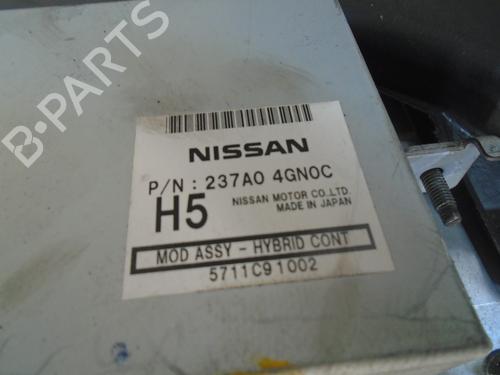 B-PARTS
NISSAN
P/N : 237A0 4GN0C
H5
NISSAN MOTOR CO.,LTD.
MADE IN JAPAN
MOD ASSY - HYBRID CONT
5711C91002